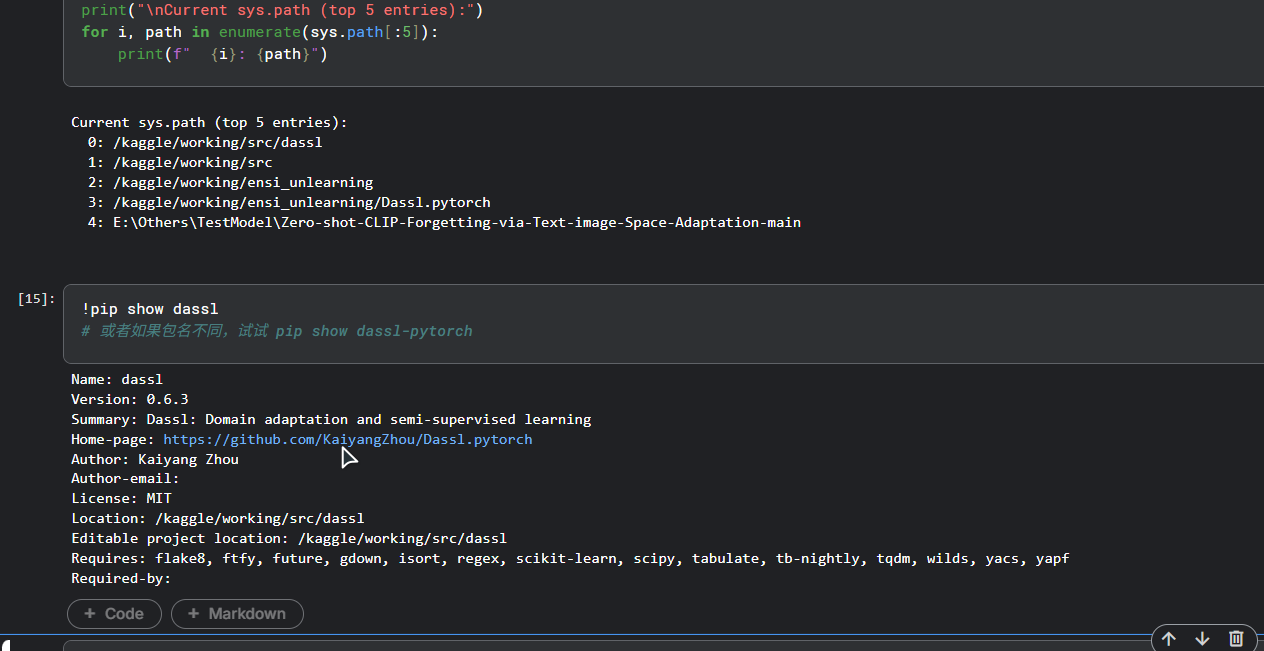 print("\nCurrent sys.path (top 5 entries):")
for i, path in enumerate(sys.path[:5]):
    print(f"  {i}: {path}")
Current sys.path (top 5 entries):
  0: /kaggle/working/src/dassl
  1: /kaggle/working/src
  2: /kaggle/working/ensi_unlearning
  3: /kaggle/working/ensi_unlearning/Dassl.pytorch
  4: E:\Others\TestModel\Zero-shot-CLIP-Forgetting-via-Text-image-Space-Adaptation-main
[15]:
!pip show dassl
# 或者如果包名不同，试试 pip show dassl-pytorch
Name: dassl
Version: 0.6.3
Summary: Dassl: Domain adaptation and semi-supervised learning
Home-page: https://github.com/KaiyangZhou/Dassl.pytorch
Author: Kaiyang Zhou
Author-email:
License: MIT
Location: /kaggle/working/src/dassl
Editable project location: /kaggle/working/src/dassl
Requires: flake8, ftfy, future, gdown, isort, regex, scikit-learn, scipy, tabulate, tb-nightly, tqdm, wilds, yacs, yapf
Required-by:
+ Code + Markdown